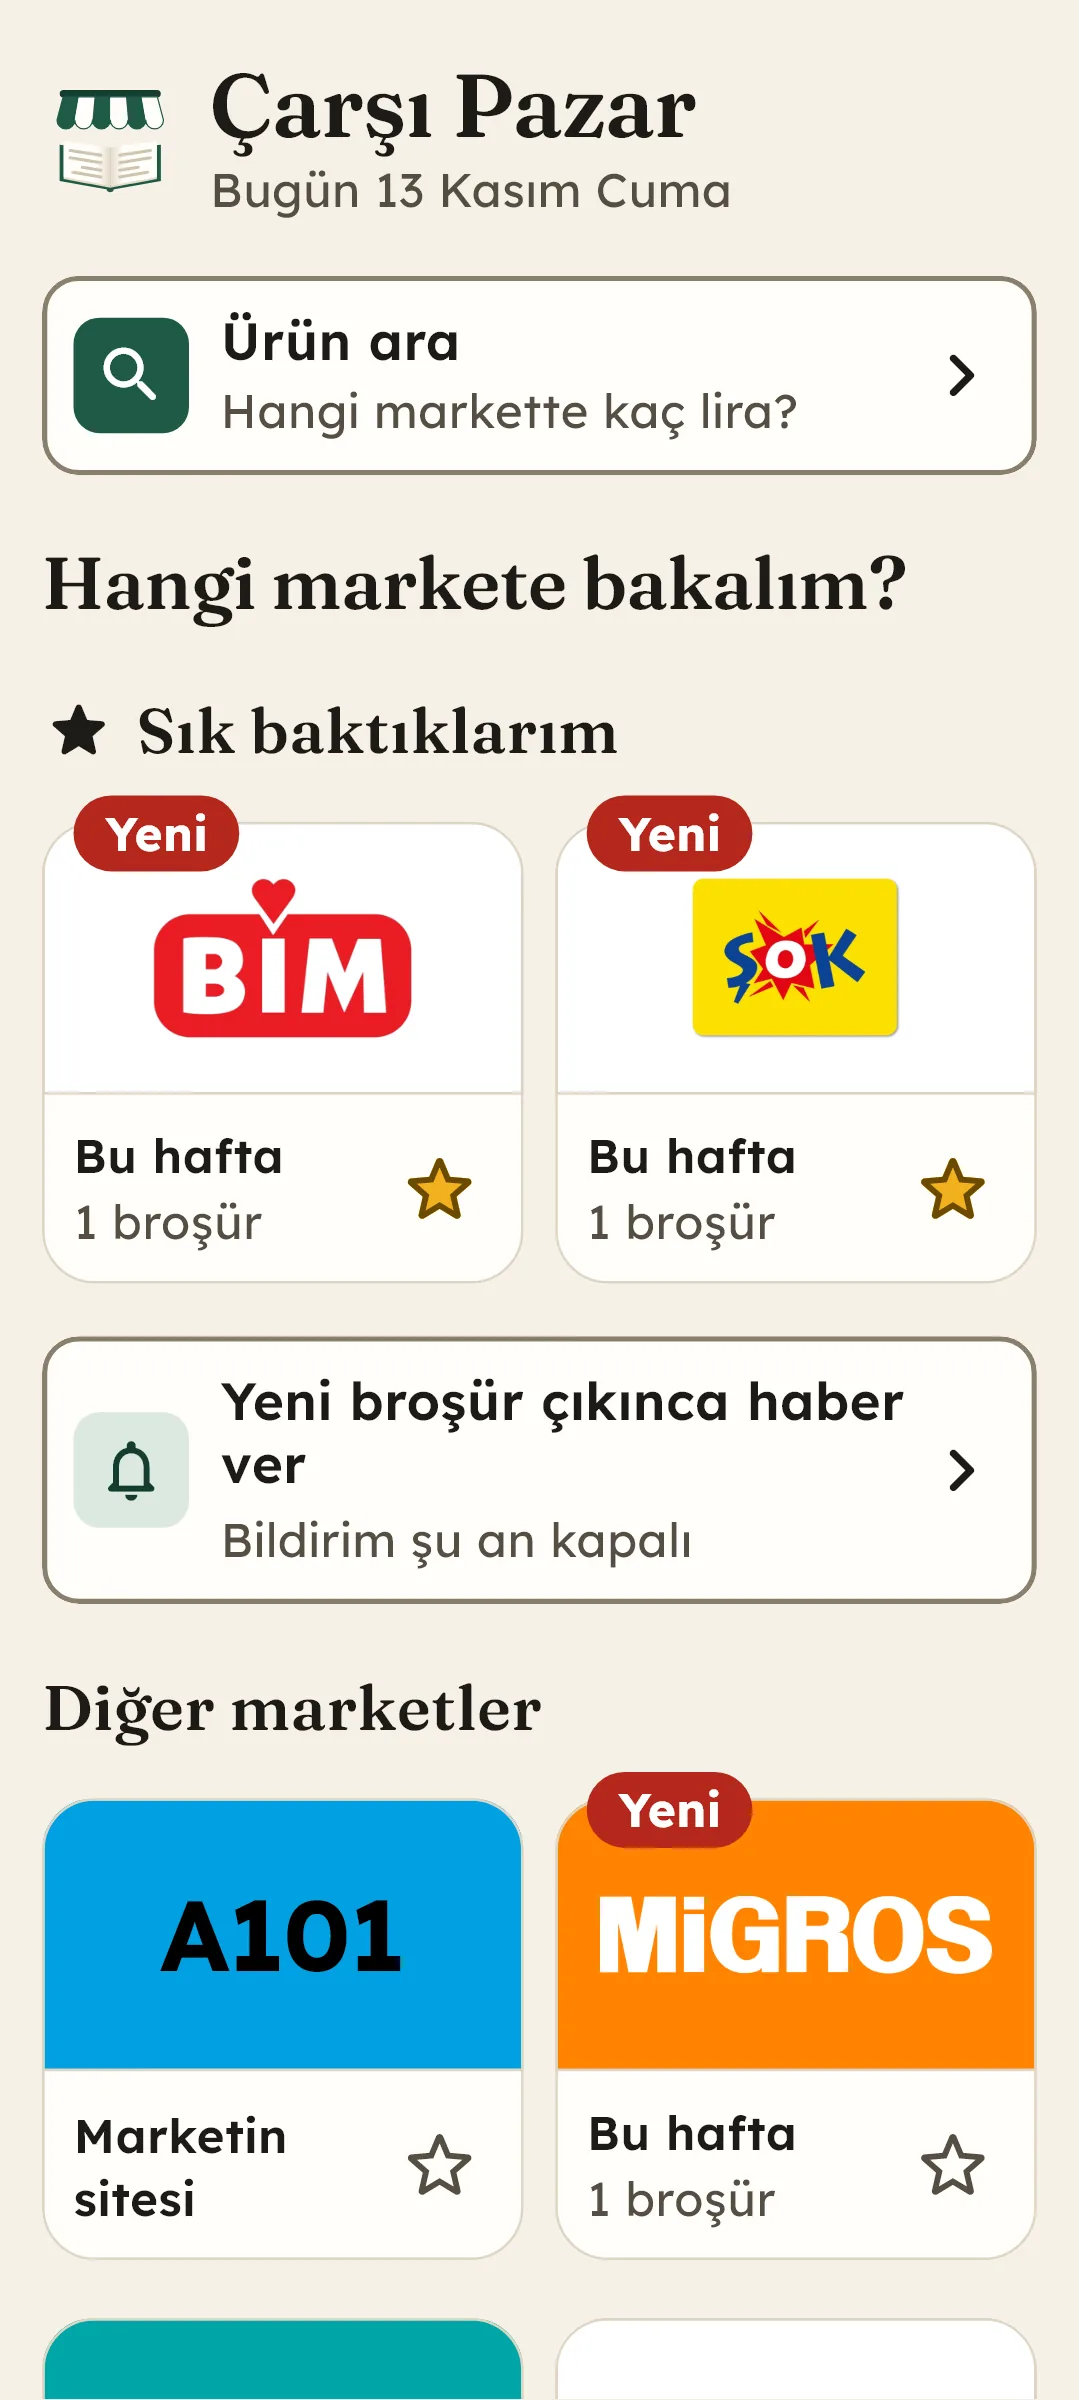 Çarşı Pazar
Bugün 13 Kasım Cuma
Ürün ara
Hangi markette kaç lira?
Hangi markete bakalım?
Sık baktıklarım
Yeni
BİM
Bu hafta
1 broşür
Yeni
ŞOK
Bu hafta
1 broşür
Yeni broşür çıkınca haber
ver
Bildirim şu an kapalı
Diğer marketler
A101
Marketin
sitesi
Yeni
MiGROS
Bu hafta
1 broşür